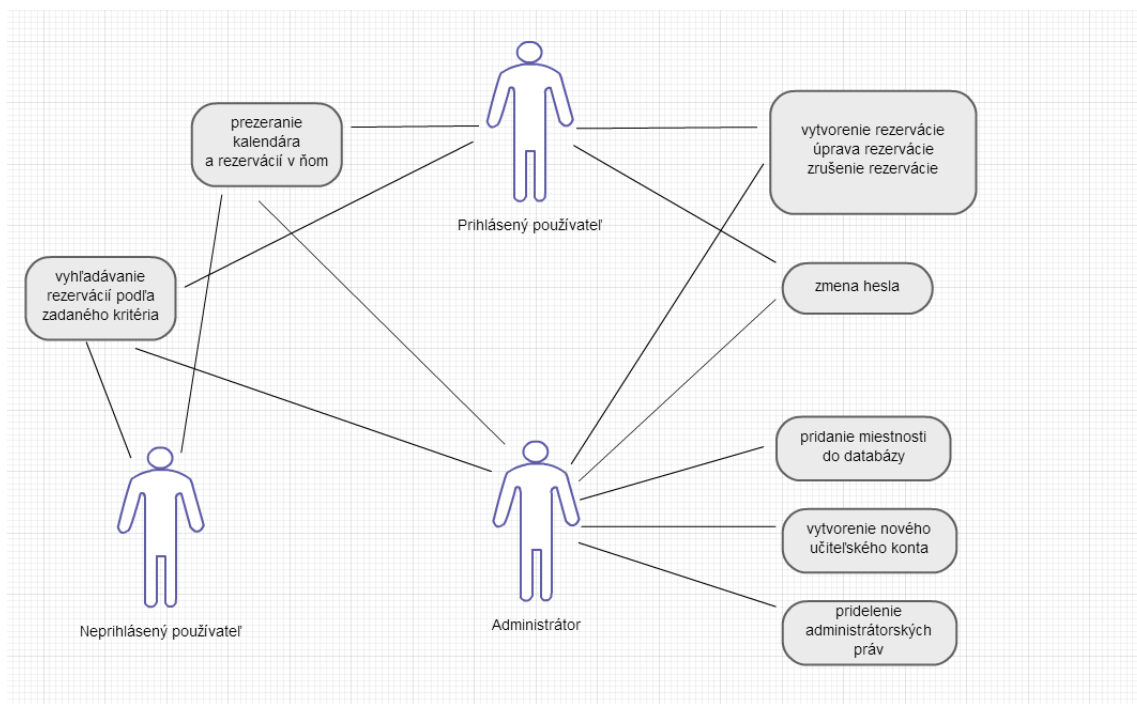 prezeranie
kalendára
a rezervácií v ňom
vytvorenie rezervácie
úprava rezervácie
zrušenie rezervácie
Prihlásený používateľ
vyhľadávanie
rezervácií podľa
zadaného kritéria
zmena hesla
pridanie miestnosti
do databázy
vytvorenie nového
učiteľského konta
pridelenie
administrátorských
práv
Neprihlásený používateľ
Administrátor